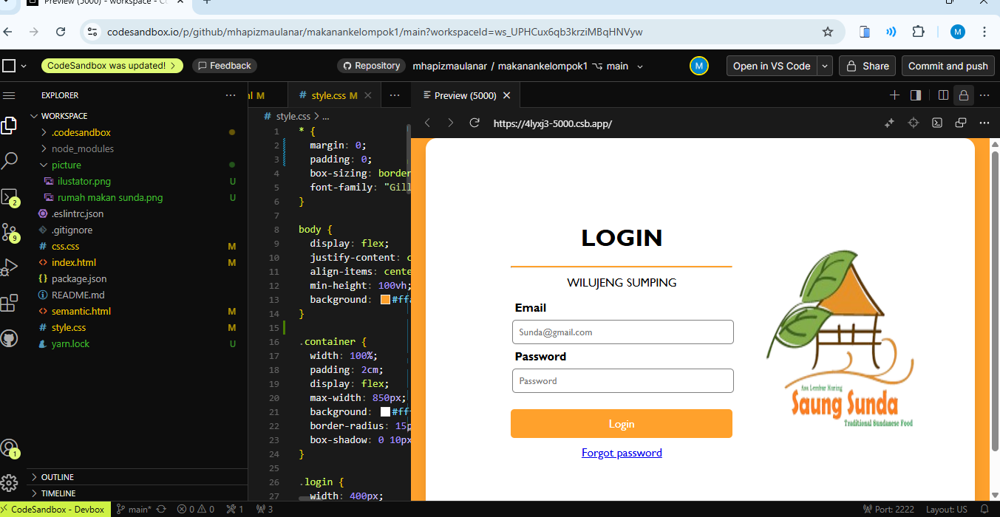 Preview (5000) - workspace - Co
codesandbox.io/p/github/mhapizmaulanar/makanankelompok1/main?workspaceId=ws_UPHCux6qb3krziMBqHNVyw
M
CodeSandbox was updated!
Feedback
Repository
mhapizmaulanar / makanankelompok1
main
M
Open in VS Code
Share
Commit and push
EXPLORER
WORKSPACE
.codesandbox
node_modules
picture
ilustator.png U
rumah makan sunda.png U
.eslintrc.json
.gitignore
# css.css M
<> index.html M
{} package.json
README.md
<> semantic.html M
# style.css M
yarn.lock U
2
9
1
OUTLINE
TIMELINE
M
# style.css M
# style.css > ...
1 * {
2 margin: 0;
3 padding: 0;
4 box-sizing: border
5 font-family: "Gill
6 }
7
8 body {
9 display: flex;
10 justify-content: c
11 align-items: cente
12 min-height: 100vh;
13 background: #ffa
14 }
15
16 .container {
17 width: 100%;
18 padding: 2cm;
19 display: flex;
20 max-width: 850px;
21 background: #ff
22 border-radius: 15p
23 box-shadow: 0 10px
24 }
25
26 .login {
27 width: 400px;
Preview (5000)
https://4lyxj3-5000.csb.app/
LOGIN
WILUJENG SUMPING
Email
Sunda@gmail.com
Password
Password
Login
Forgot password
Asa Lembur Kuring
Saung Sunda
Traditional Sundanese Food
CodeSandbox - Devbox
main*
0
0
1
3
Port: 2222
Layout: US